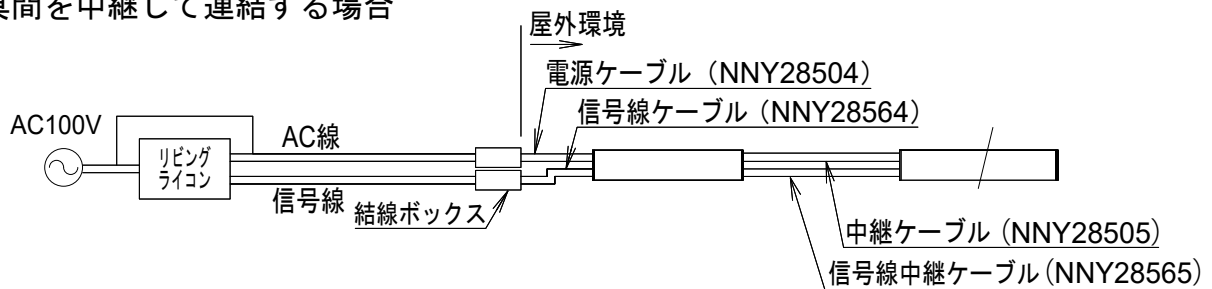 間を中継して連結する場合
屋外環境
電源ケーブル（NNY28504）
信号線ケーブル（NNY28564）
AC100V
AC線
リビング
ライコン
信号線
結線ボックス
中継ケーブル（NNY28505）
信号線中継ケーブル（NNY28565）